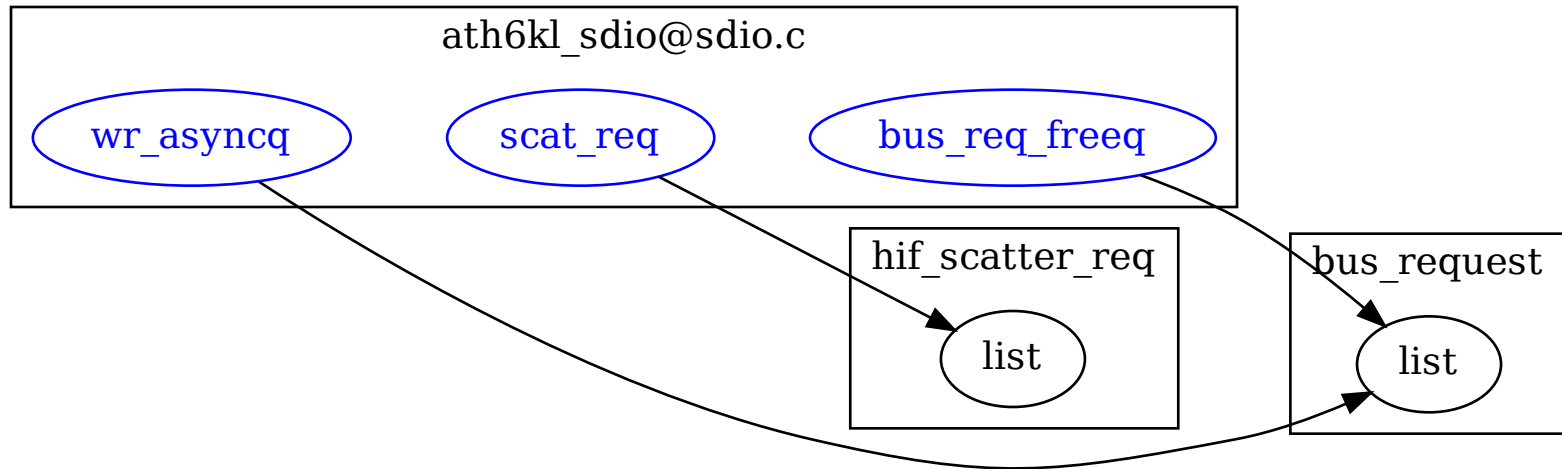 ath6kl_sdio@sdio.c
wr_asyncq
scat_req
bus_req_freeq
hif_scatter_req
list
bus_request
list